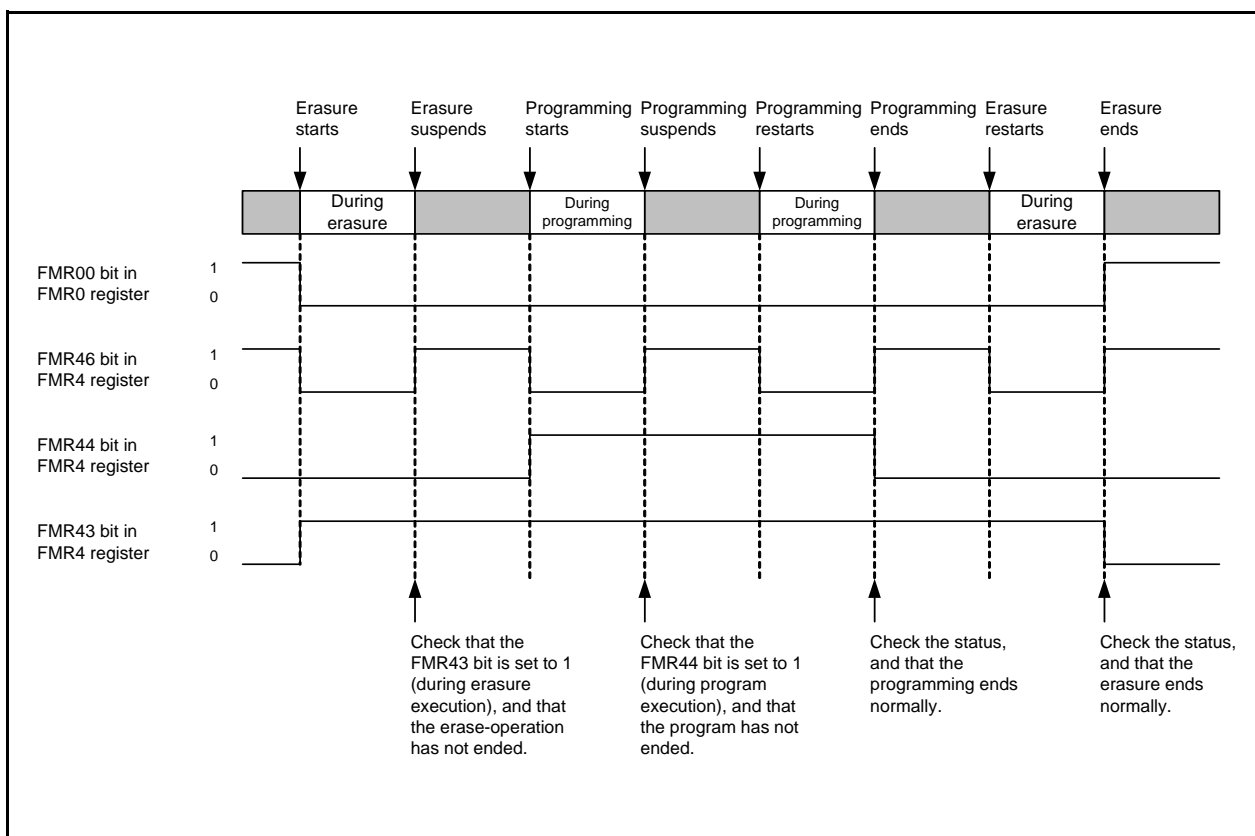 Erasure
starts
Erasure
suspends
Programming
starts
Programming
suspends
Programming
restarts
Programming
ends
Erasure
restarts
Erasure
ends
During
erasure
During
programming
During
programming
During
erasure
FMR00 bit in
FMR0 register
1
0
FMR46 bit in
FMR4 register
1
0
FMR44 bit in
FMR4 register
1
0
FMR43 bit in
FMR4 register
1
0
Check that the
FMR43 bit is set to 1
(during erasure
execution), and that
the erase-operation
has not ended.
Check that the
FMR44 bit is set to 1
(during program
execution), and that
the program has not
ended.
Check the status,
and that the
programming ends
normally.
Check the status,
and that the
erasure ends
normally.